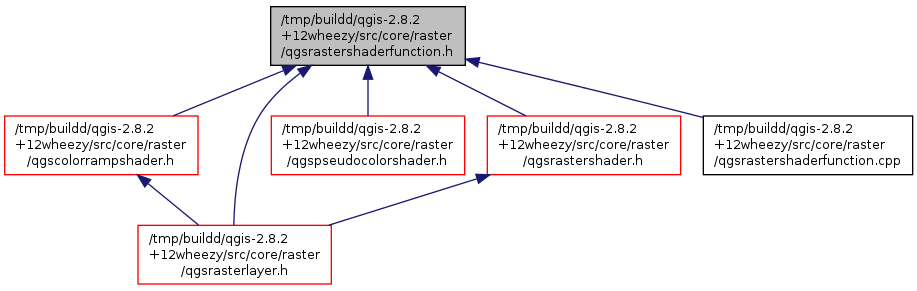 /tmp/buildd/qgis-2.8.2
+12wheezy/src/core/raster
/qgsrastershaderfunction.h
/tmp/buildd/qgis-2.8.2
+12wheezy/src/core/raster
/qgscolorrampshader.h
/tmp/buildd/qgis-2.8.2
+12wheezy/src/core/raster
/qgspseudocolorshader.h
/tmp/buildd/qgis-2.8.2
+12wheezy/src/core/raster
/qgsrastershader.h
/tmp/buildd/qgis-2.8.2
+12wheezy/src/core/raster
/qgsrastershaderfunction.cpp
/tmp/buildd/qgis-2.8.2
+12wheezy/src/core/raster
/qgsrasterlayer.h